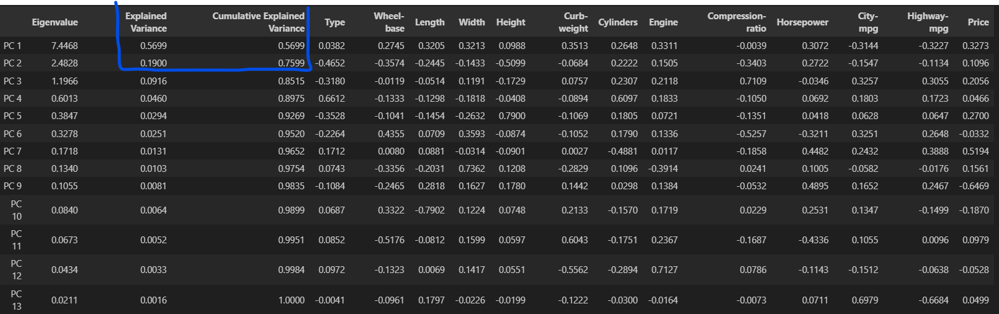 Eigenvalue Explained Variance Cumulative Explained Variance Type Wheel-base Length Width Height Curb-weight Cylinders Engine Compression-ratio Horsepower City-mpg Highway-mpg Price
PC 1 7.4468 0.5699 0.5699 0.0382 0.2745 0.3205 0.3213 0.0988 0.3513 0.2648 0.3311 -0.0039 0.3072 -0.3144 -0.3227 0.3273
PC 2 2.4828 0.1900 0.7599 -0.4652 -0.3574 -0.2445 -0.1433 -0.5099 -0.0684 0.2222 0.1505 -0.3403 0.2722 -0.1547 -0.1134 0.1096
PC 3 1.1966 0.0916 0.8515 -0.3180 -0.0119 -0.0514 0.1191 -0.1729 0.0757 0.2307 0.2118 0.7109 -0.0346 0.3257 0.3055 0.2056
PC 4 0.6013 0.0460 0.8975 0.6612 -0.1333 -0.1298 -0.1818 -0.0408 -0.0894 0.6097 0.1833 -0.1050 0.0692 0.1803 0.1723 0.0466
PC 5 0.3847 0.0294 0.9269 -0.3528 -0.1041 -0.1454 -0.2632 0.7900 -0.1069 0.1805 0.0721 -0.1351 0.0418 0.0628 0.0647 0.2700
PC 6 0.3278 0.0251 0.9520 -0.2264 0.4355 0.0709 0.3593 -0.0874 -0.1052 0.1790 0.1336 -0.5257 -0.3211 0.3251 0.2648 -0.0332
PC 7 0.1718 0.0131 0.9652 0.1712 0.0080 0.0881 -0.0314 -0.0901 0.0027 -0.4881 0.0117 -0.1858 0.4482 0.2432 0.3888 0.5194
PC 8 0.1340 0.0103 0.9754 0.0743 -0.3356 -0.2031 0.7362 0.1208 -0.2829 0.1096 -0.3914 0.0241 0.1005 -0.0582 -0.0176 0.1561
PC 9 0.1055 0.0081 0.9835 -0.1084 -0.2465 0.2818 0.1627 0.1780 0.1442 0.0298 0.1384 -0.0532 0.4895 0.1652 0.2467 -0.6469
PC 10 0.0840 0.0064 0.9899 0.0687 0.3322 -0.7902 0.1224 0.0748 0.2133 -0.1570 0.1719 0.0229 0.2531 0.1347 -0.1499 -0.1870
PC 11 0.0673 0.0052 0.9951 0.0852 -0.5176 -0.0812 0.1599 0.0597 0.6043 -0.1751 0.2367 -0.1687 -0.4336 0.1055 0.0096 0.0979
PC 12 0.0434 0.0033 0.9984 0.0972 -0.1323 0.0069 0.1417 0.0551 -0.5562 -0.2894 0.7127 0.0786 -0.1143 -0.1512 -0.0638 -0.0528
PC 13 0.0211 0.0016 1.0000 -0.0041 -0.0961 0.1797 -0.0226 -0.0199 -0.1222 -0.0300 -0.0164 -0.0073 0.0711 0.6979 -0.6684 0.0499